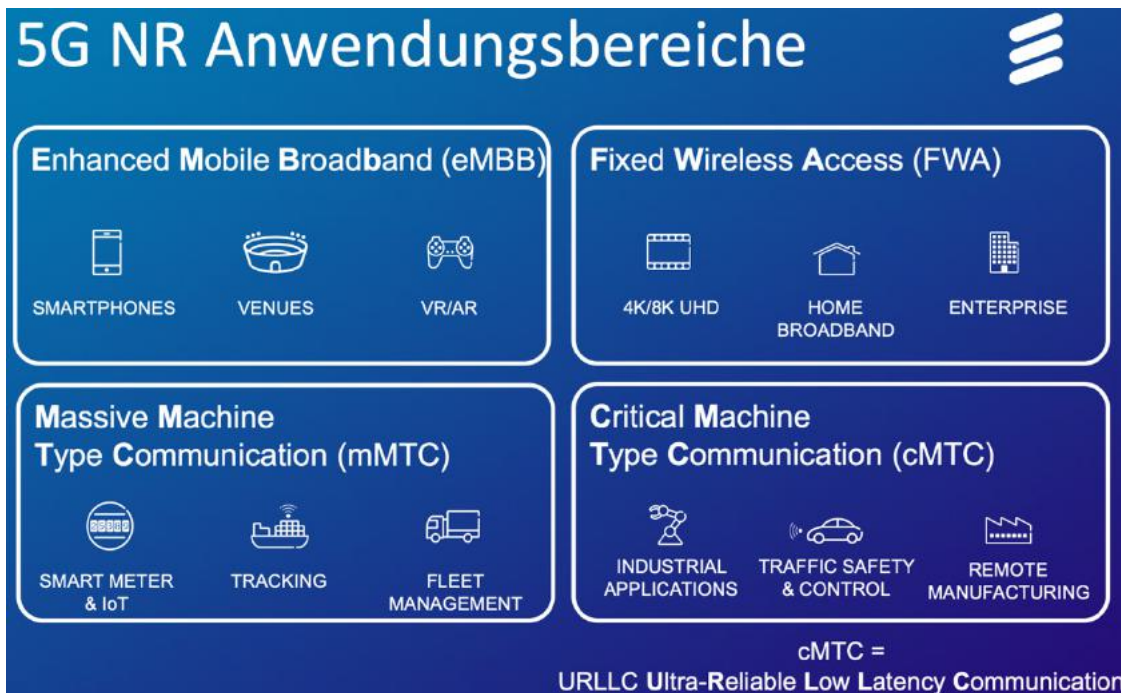 5G NR Anwendungsbereiche
Enhanced Mobile Broadband (eMBB)
SMARTPHONES
VENUES
VR/AR
Fixed Wireless Access (FWA)
4K/8K UHD
HOME
BROADBAND
ENTERPRISE
Massive Machine
Type Communication (mMTC)
SMART METER
& IoT
TRACKING
FLEET
MANAGEMENT
Critical Machine
Type Communication (cMTC)
INDUSTRIAL
APPLICATIONS
TRAFFIC SAFETY
& CONTROL
REMOTE
MANUFACTURING
cMTC =
URLLC Ultra-Reliable Low Latency Communication